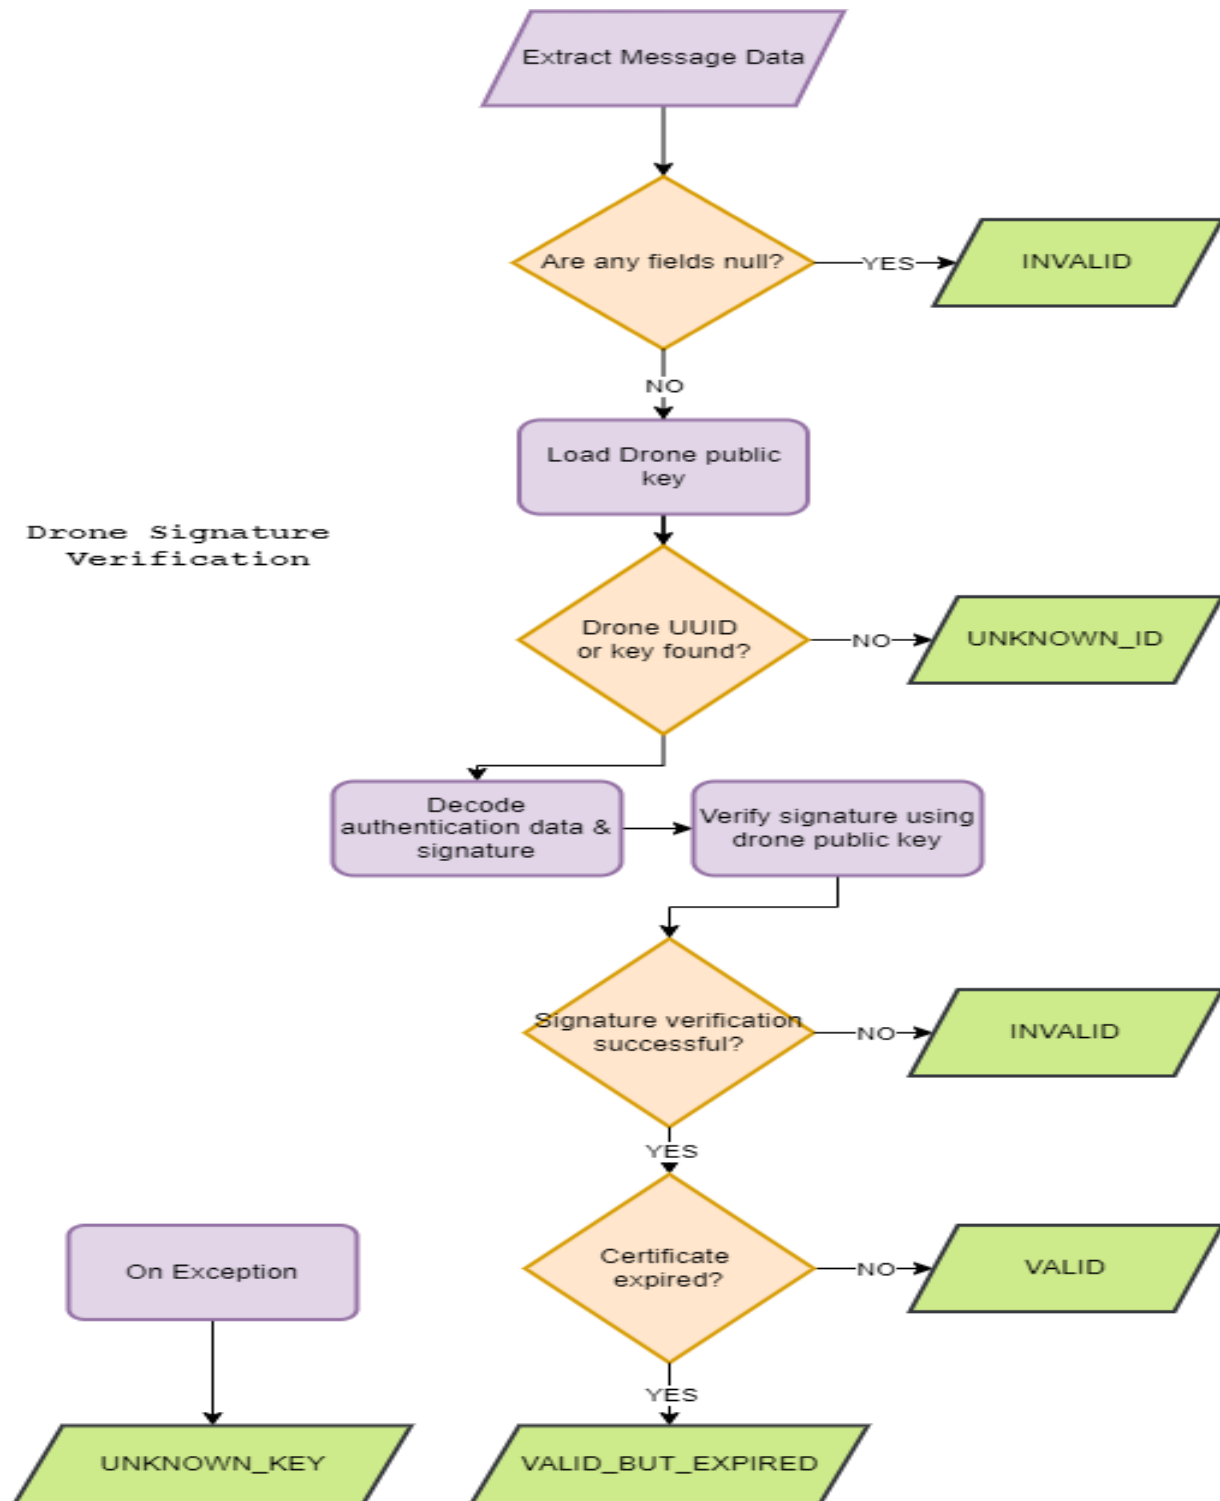 Extract Message Data
Are any fields null?
YES
INVALID
NO
Load Drone public
key
Drone Signature
Verification
Drone UUID
or key found?
NO
UNKNOWN_ID
Decode
authentication data &
signature
Verify signature using
drone public key
Signature verification
successful?
NO
INVALID
YES
Certificate
expired?
NO
VALID
On Exception
YES
UNKNOWN_KEY
VALID_BUT_EXPIRED